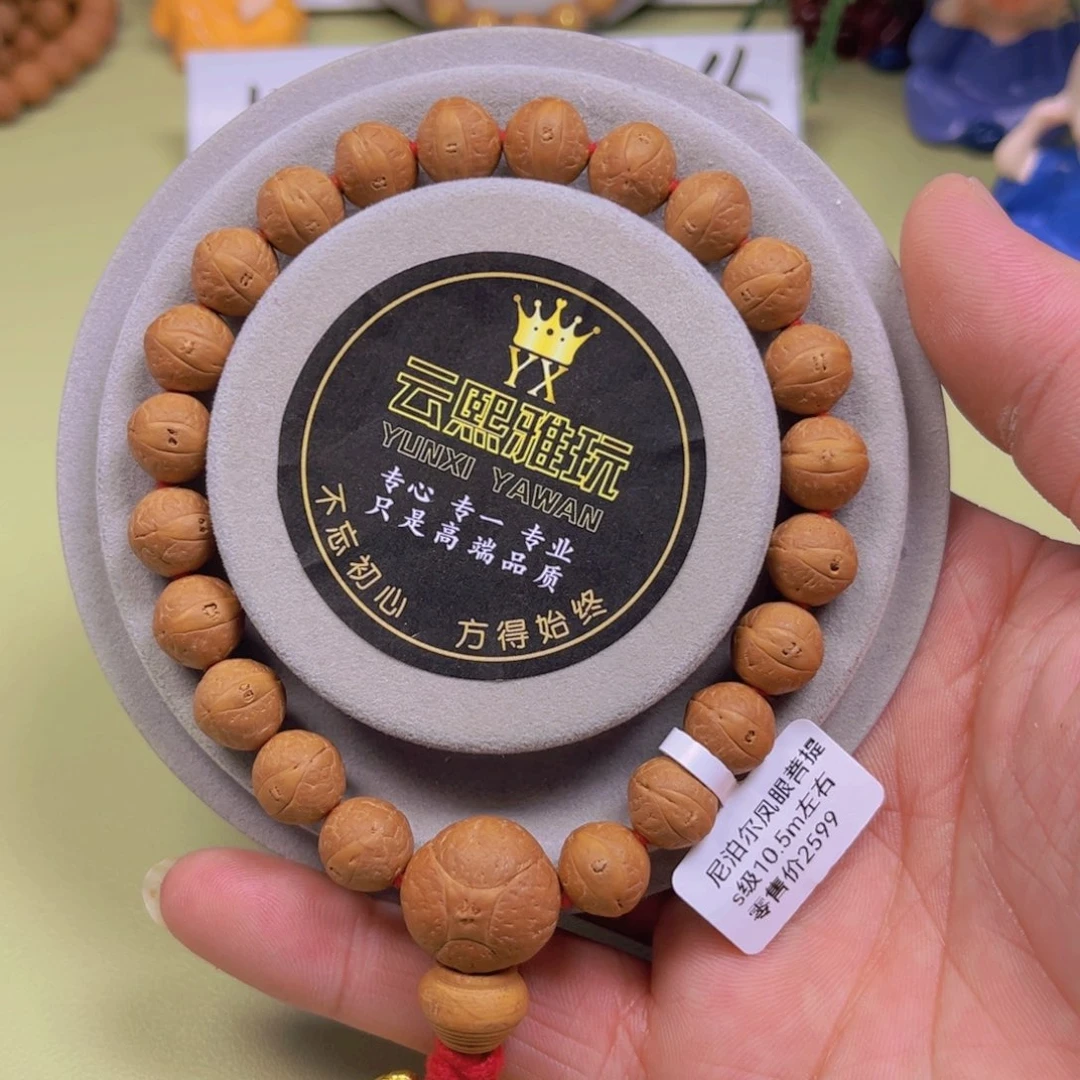 YX
云熙雅玩
YUNXI YAWAN
专心 专一 专业
只是高端品质
不忘初心 方得始终
尼泊尔凤眼菩提
s级10.5m左右
零售价2599